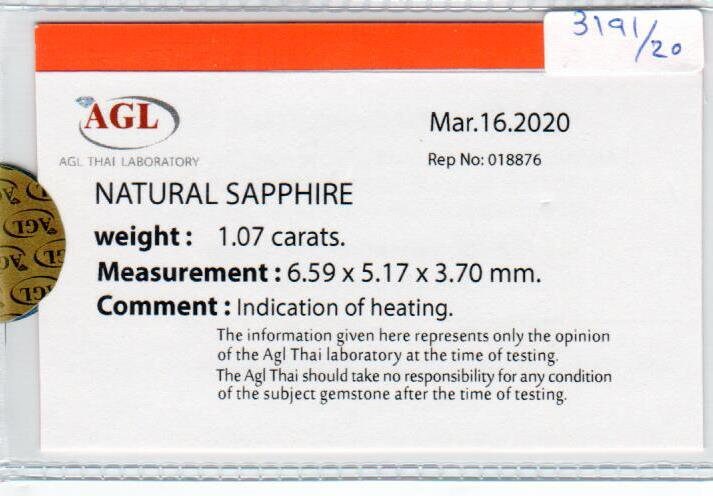 3191/20
AGL
Mar.16.2020
AGL THAI LABORATORY
Rep No: 018876
NATURAL SAPPHIRE
weight : 1.07 carats.
Measurement : 6.59 x 5.17 x 3.70 mm.
Comment : Indication of heating.
The information given here represents only the opinion
of the Agl Thai laboratory at the time of testing.
The Agl Thai should take no responsibility for any condition
of the subject gemstone after the time of testing.
AGL
AGL
AGL